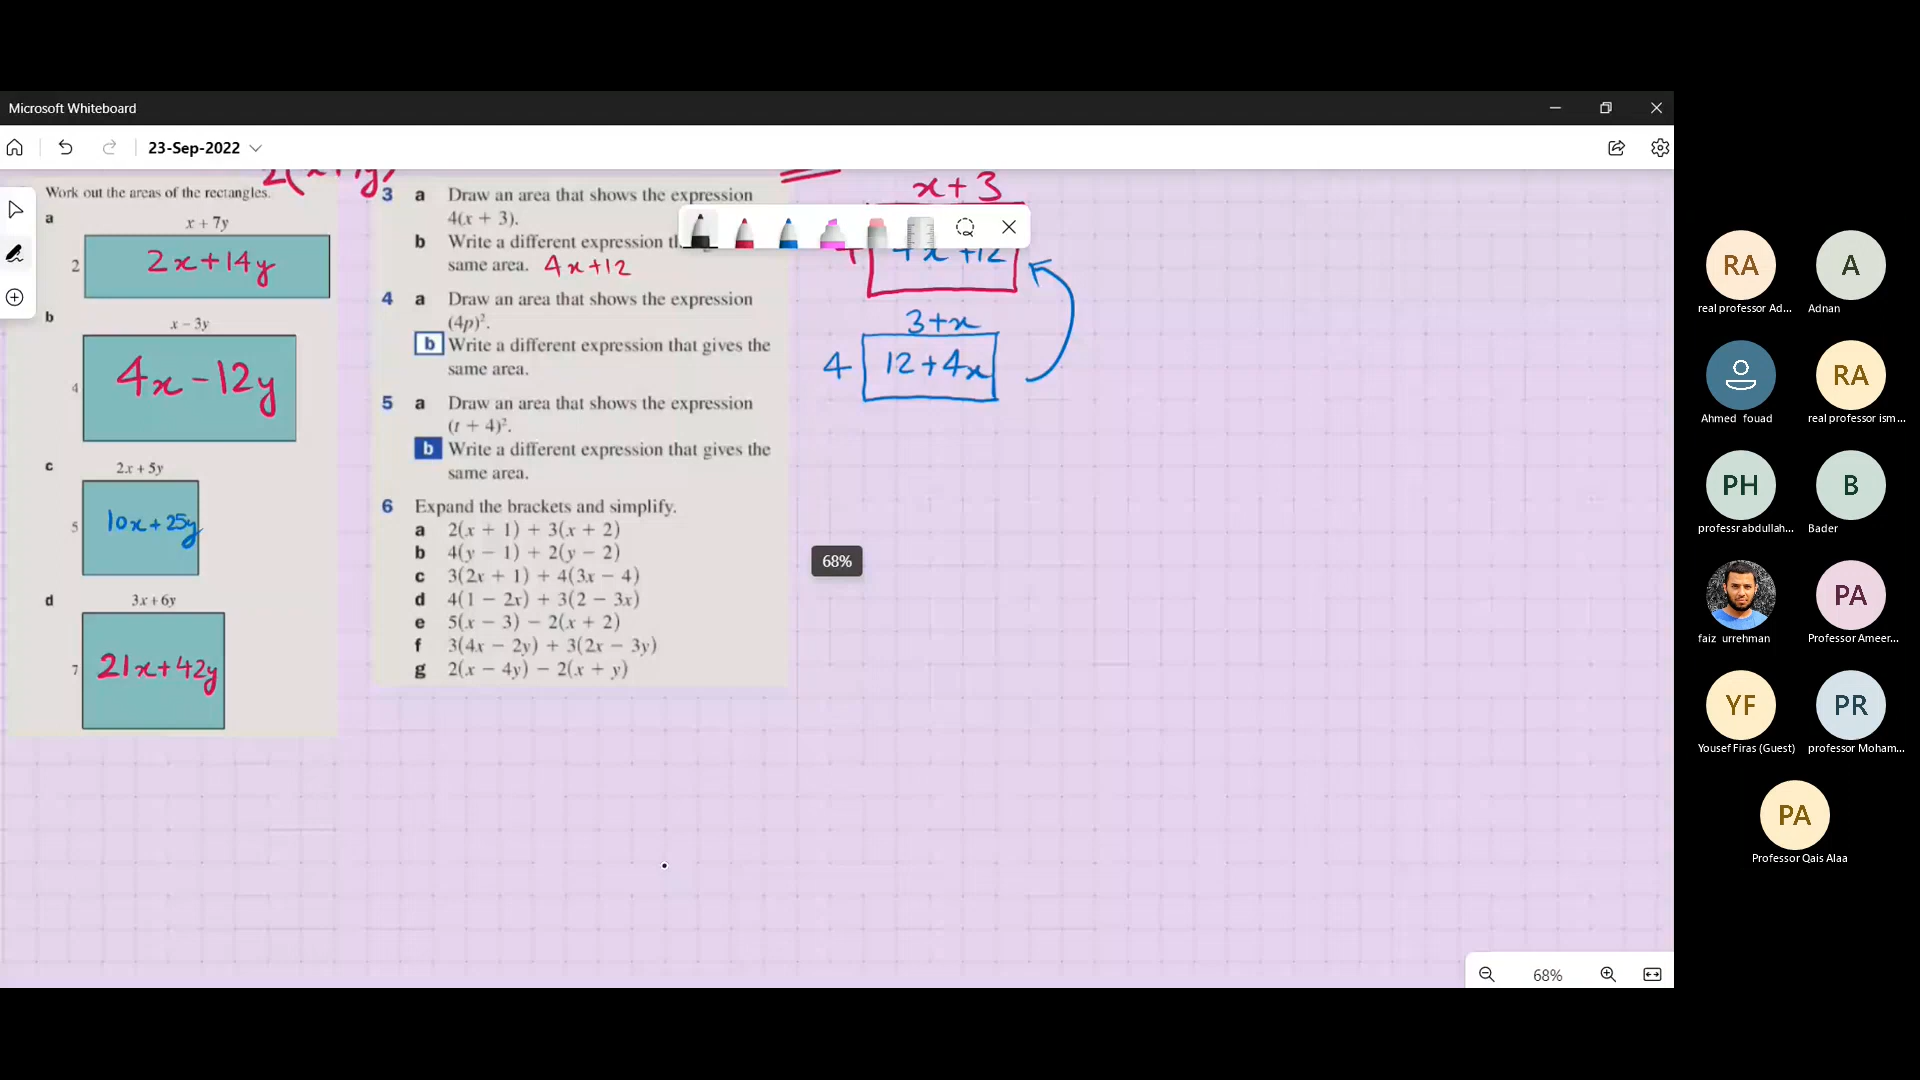 Microsoft Whiteboard
23-Sep-2022
Work out the areas of the rectangles.
a
x + 7y
2
2x+14y
b
x − 3y
4
4x−12y
c
2x + 5y
5
10x+25y
d
3x + 6y
7
21x+42y
3 a Draw an area that shows the expression
4(x + 3).
b Write a different expression
same area. 4x+12
4 a Draw an area that shows the expression
(4p)².
b Write a different expression that gives the
same area.
5 a Draw an area that shows the expression
(t + 4)².
b Write a different expression that gives the
same area.
6 Expand the brackets and simplify.
a 2(x + 1) + 3(x + 2)
b 4(y − 1) + 2(y − 2)
c 3(2x + 1) + 4(3x − 4)
d 4(1 − 2x) + 3(2 − 3x)
e 5(x − 3) − 2(x + 2)
f 3(4x − 2y) + 3(2x − 3y)
g 2(x − 4y) − 2(x + y)
x+3
4x+12
3+x
4
12+4x
68%
68%
RA
real professor Ad...
A
Adnan
Ahmed fouad
RA
real professor ism...
PH
professr abdullah...
B
Bader
faiz urrehman
PA
Professor Ameer...
YF
Yousef Firas (Guest)
PR
professor Moham...
PA
Professor Qais Alaa